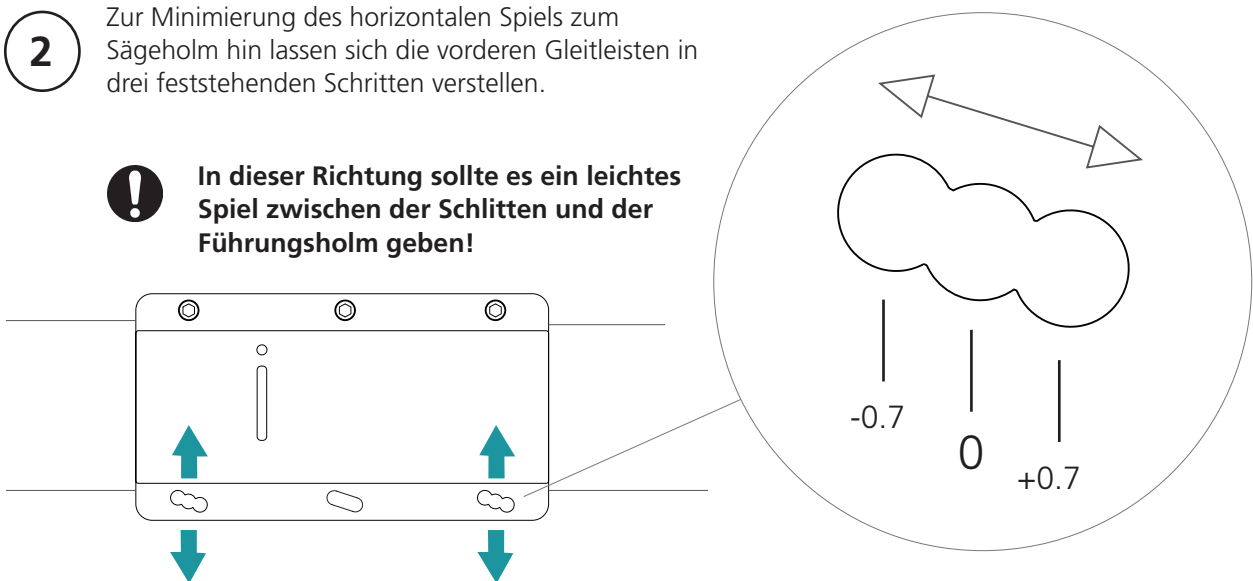 2
Zur Minimierung des horizontalen Spiels zum
Sägeholm hin lassen sich die vorderen Gleitleisten in
drei feststehenden Schritten verstellen.
In dieser Richtung sollte es ein leichtes
Spiel zwischen der Schlitten und der
Führungsholm geben!
-0.7
0
+0.7